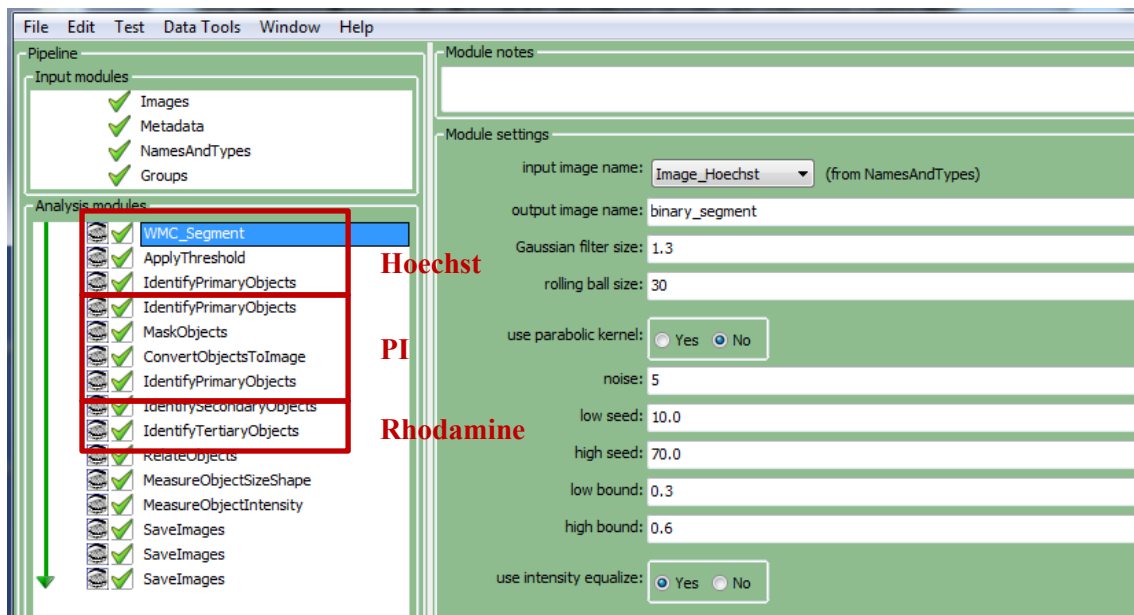 File Edit Test Data Tools Window Help
Pipeline
Input modules
Images
Metadata
NamesAndTypes
Groups
Analysis modules
WMC_Segment
ApplyThreshold
IdentifyPrimaryObjects
Hoechst
IdentifyPrimaryObjects
MaskObjects
ConvertObjectsToImage
IdentifyPrimaryObjects
PI
IdentifySecondaryObjects
IdentifyTertiaryObjects
Rhodamine
RelateObjects
MeasureObjectSizeShape
MeasureObjectIntensity
SaveImages
SaveImages
SaveImages
Module notes
Module settings
input image name: Image_Hoechst (from NamesAndTypes)
output image name: binary_segment
Gaussian filter size: 1.3
rolling ball size: 30
use parabolic kernel: Yes No
noise: 5
low seed: 10.0
high seed: 70.0
low bound: 0.3
high bound: 0.6
use intensity equalize: Yes No